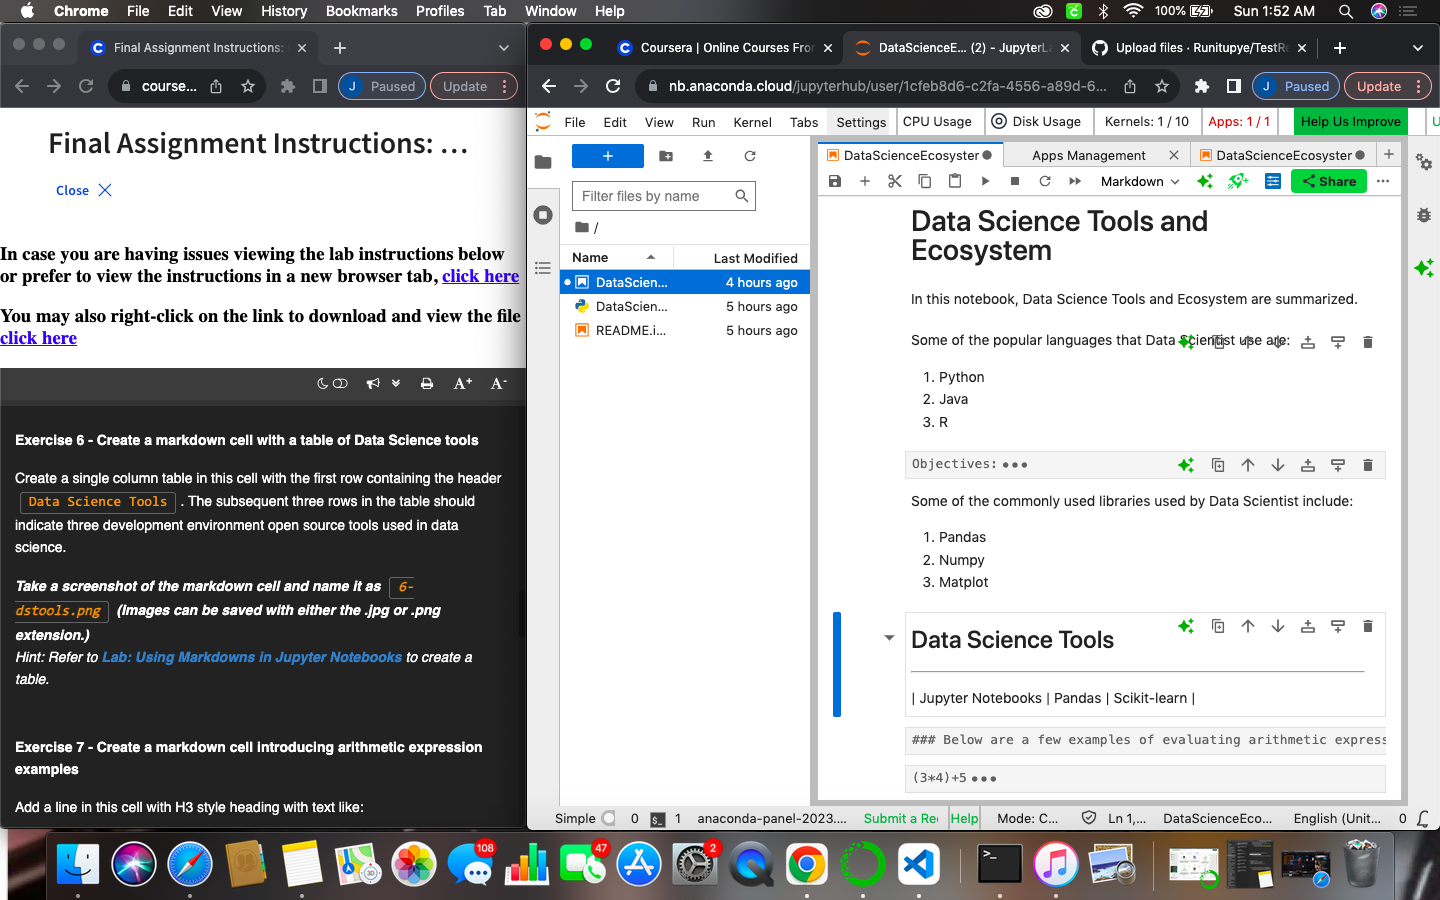 Chrome File Edit View History Bookmarks Profiles Tab Window Help 100% Sun 1:52 AM
Final Assignment Instructions:
course... J Paused Update
Final Assignment Instructions: ...
Close
In case you are having issues viewing the lab instructions below
or prefer to view the instructions in a new browser tab, click here
You may also right-click on the link to download and view the file
click here
A+ A-
Exercise 6 - Create a markdown cell with a table of Data Science tools
Create a single column table in this cell with the first row containing the header
Data Science Tools . The subsequent three rows in the table should
indicate three development environment open source tools used in data
science.
Take a screenshot of the markdown cell and name it as 6-
dstools.png (Images can be saved with either the .jpg or .png
extension.)
Hint: Refer to Lab: Using Markdowns in Jupyter Notebooks to create a
table.
Exercise 7 - Create a markdown cell introducing arithmetic expression
examples
Add a line in this cell with H3 style heading with text like:
Coursera | Online Courses Fro
DataScienceE... (2) - JupyterL
Upload files · Runitupye/TestR
nb.anaconda.cloud/jupyterhub/user/1cfeb8d6-c2fa-4556-a89d-6... J Paused Update
File Edit View Run Kernel Tabs Settings CPU Usage Disk Usage Kernels: 1 / 10 Apps: 1 / 1 Help Us Improve U
+
Filter files by name
/
Name Last Modified
DataScien... 4 hours ago
DataScien... 5 hours ago
README.i... 5 hours ago
DataScienceEcosyster Apps Management DataScienceEcosyster
Markdown Share
Data Science Tools and
Ecosystem
In this notebook, Data Science Tools and Ecosystem are summarized.
Some of the popular languages that Data Scientist use are:
1. Python
2. Java
3. R
Objectives: •••
Some of the commonly used libraries used by Data Scientist include:
1. Pandas
2. Numpy
3. Matplot
Data Science Tools
| Jupyter Notebooks | Pandas | Scikit-learn |
### Below are a few examples of evaluating arithmetic express
(3*4)+5 •••
Simple 0 1 anaconda-panel-2023.... Submit a Re Help Mode: C... Ln 1,... DataScienceEco... English (Unit... 0
108 47 2
30